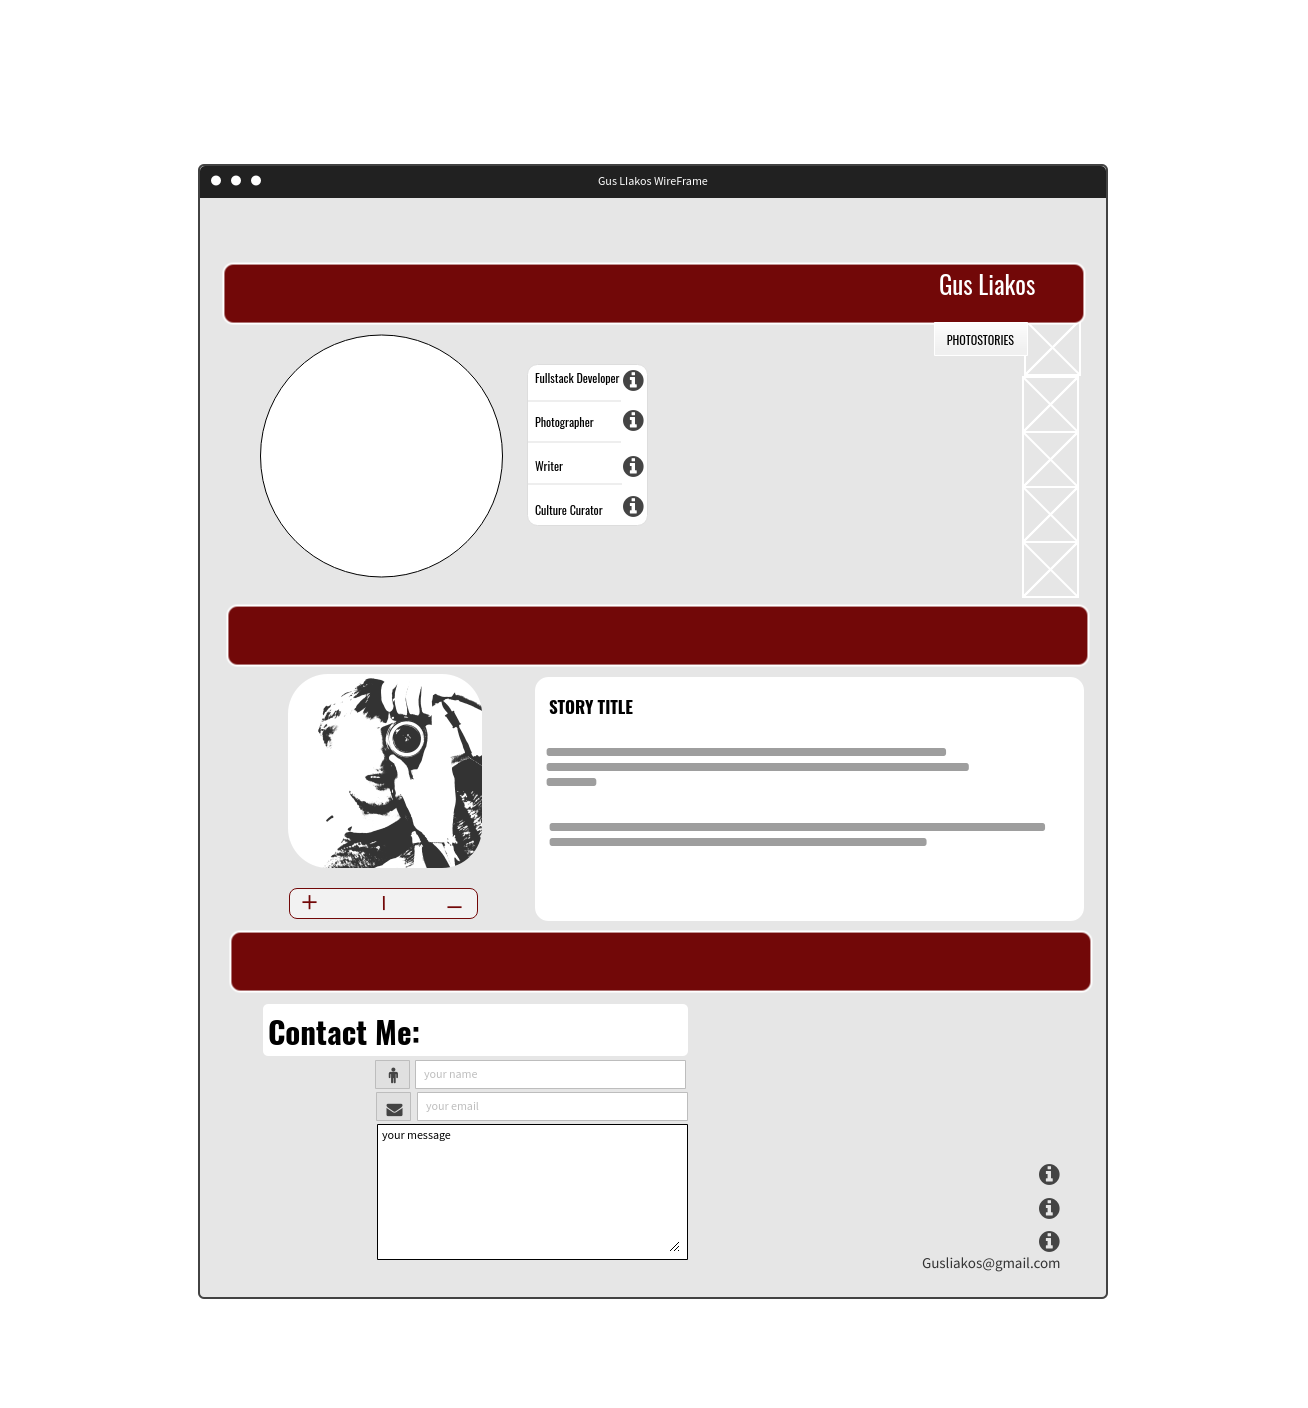 Gus LIakos WireFrame
Gus Liakos
PHOTOSTORIES
Fullstack Developer
Photographer
Writer
Culture Curator
STORY TITLE
Contact Me:
your name
your email
your message
Gusliakos@gmail.com